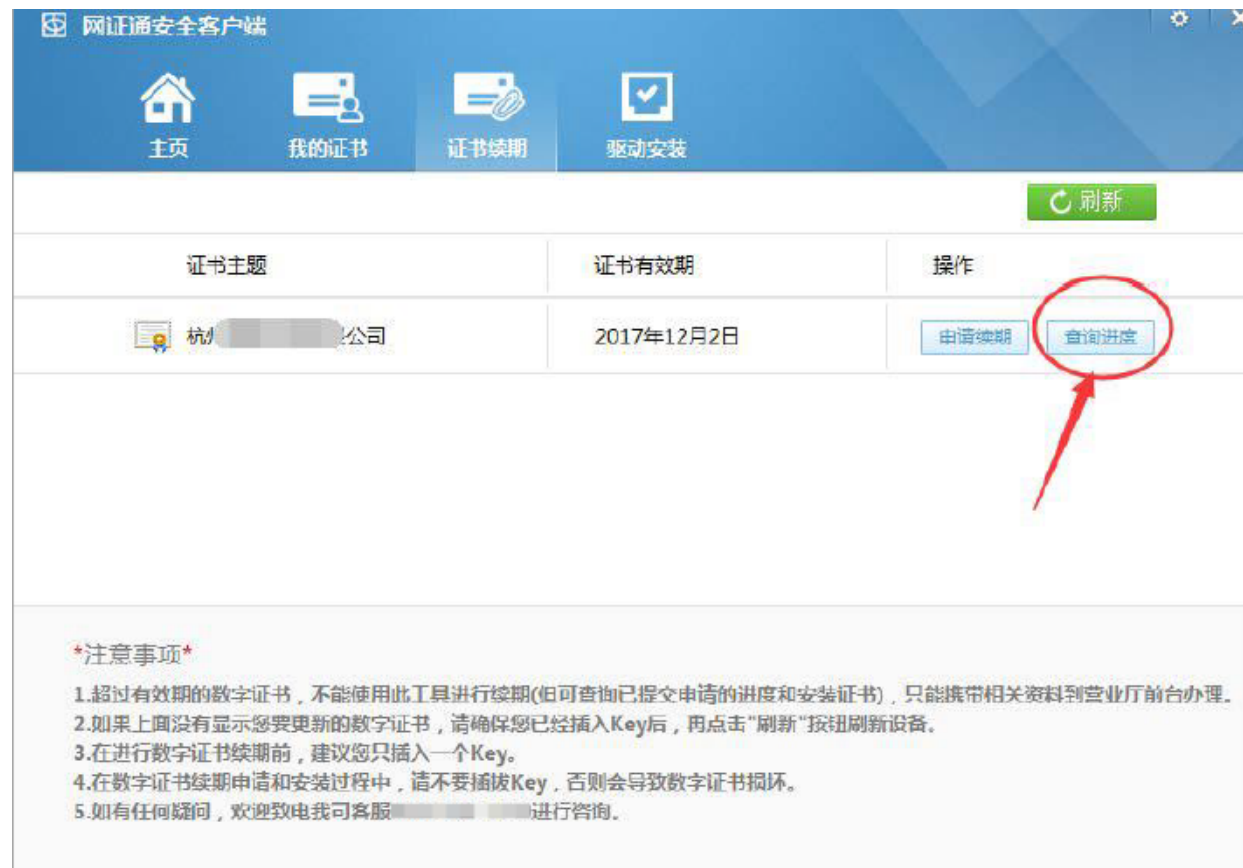 网证通安全客户端
主页 我的证书 证书续期 驱动安装
刷新
证书主题 证书有效期 操作
杭 公司 2017年12月2日 申请续期 查询进度
*注意事项*
1.超过有效期的数字证书，不能使用此工具进行续期(但可查询已提交申请的进度和安装证书)，只能携带相关资料到营业厅前台办理。
2.如果上面没有显示您要更新的数字证书，请确保您已经插入Key后，再点击"刷新"按钮刷新设备。
3.在进行数字证书续期前，建议您只插入一个Key。
4.在数字证书续期申请和安装过程中，请不要插拔Key，否则会导致数字证书损坏。
5.如有任何疑问，欢迎致电我司客服 进行咨询。